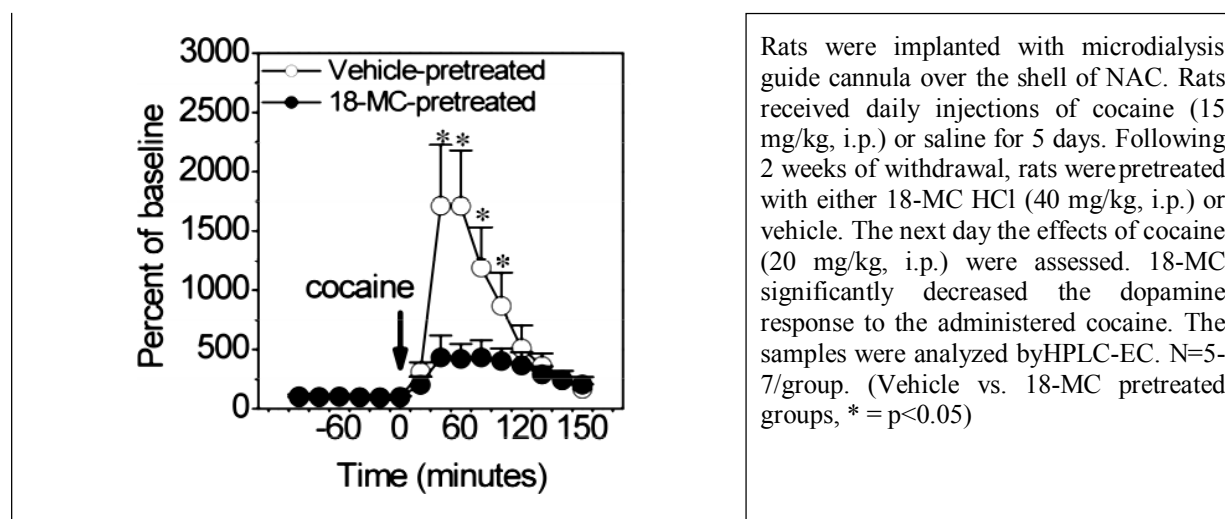 3000
Vehicle-pretreated
18-MC-pretreated
2500
2000
1500
1000
500
0
Percent of baseline
* *
*
*
cocaine
-60 0 60 120 150
Time (minutes)
Rats were implanted with microdialysis
guide cannula over the shell of NAC. Rats
received daily injections of cocaine (15
mg/kg, i.p.) or saline for 5 days. Following
2 weeks of withdrawal, rats werepretreated
with either 18-MC HCl (40 mg/kg, i.p.) or
vehicle. The next day the effects of cocaine
(20 mg/kg, i.p.) were assessed. 18-MC
significantly decreased the dopamine
response to the administered cocaine. The
samples were analyzed byHPLC-EC. N=5-
7/group. (Vehicle vs. 18-MC pretreated
groups, * = p<0.05)